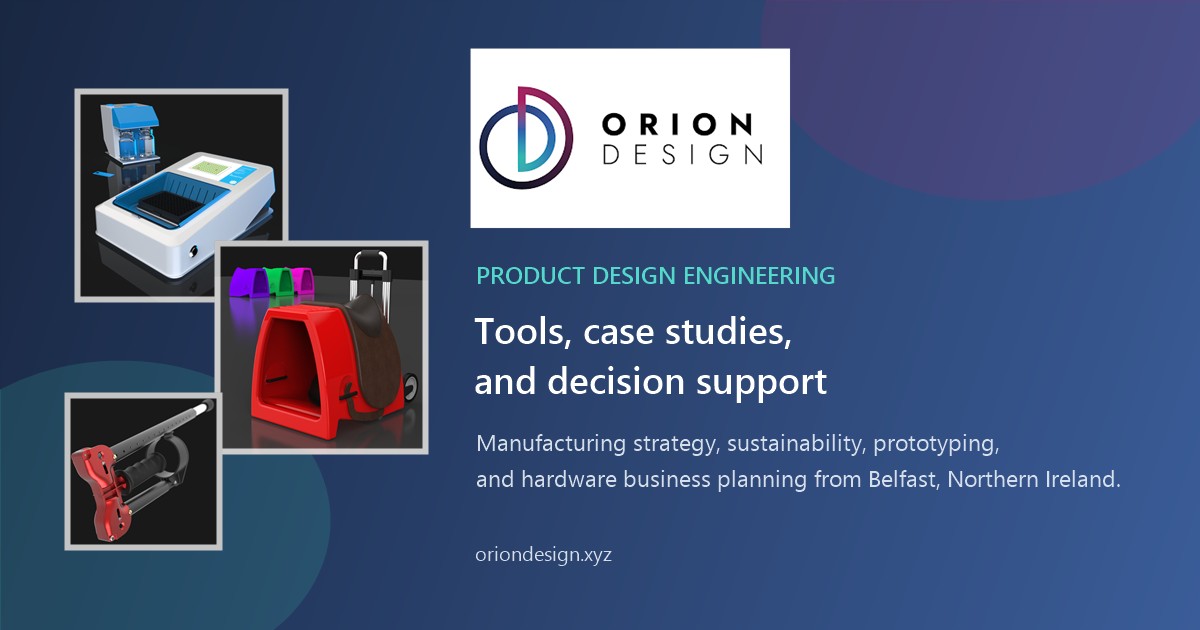 ORION
DESIGN
PRODUCT DESIGN ENGINEERING
Tools, case studies,
and decision support
Manufacturing strategy, sustainability, prototyping,
and hardware business planning from Belfast, Northern Ireland.
oriondesign.xyz